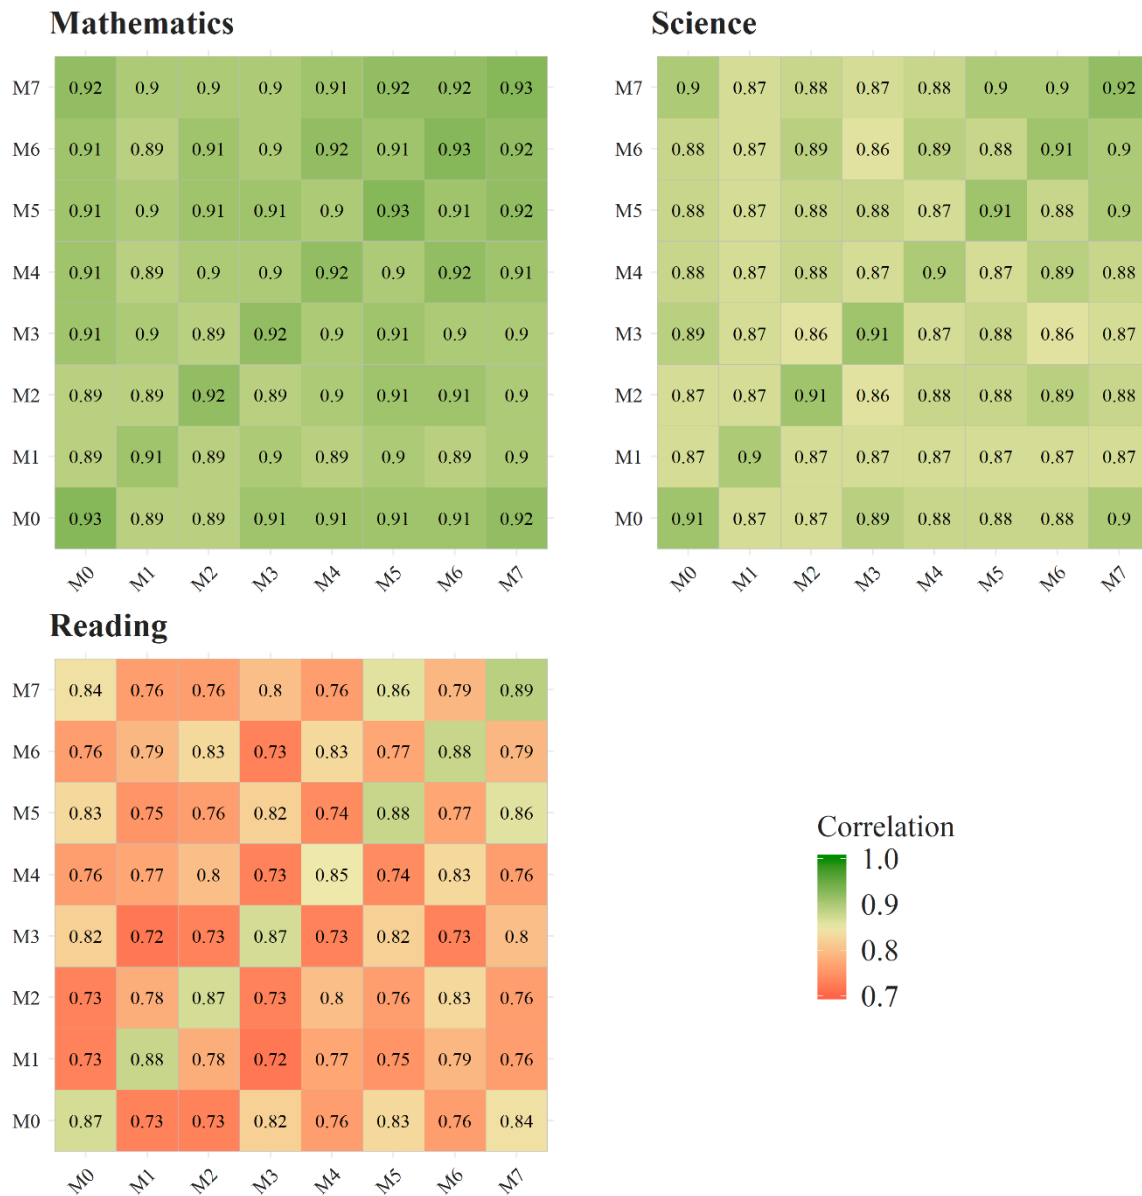 Mathematics
M7 0.92 0.9 0.9 0.9 0.91 0.92 0.92 0.93
M6 0.91 0.89 0.91 0.9 0.92 0.91 0.93 0.92
M5 0.91 0.9 0.91 0.91 0.9 0.93 0.91 0.92
M4 0.91 0.89 0.9 0.9 0.92 0.9 0.92 0.91
M3 0.91 0.9 0.89 0.92 0.9 0.91 0.9 0.9
M2 0.89 0.89 0.92 0.89 0.9 0.91 0.91 0.9
M1 0.89 0.91 0.89 0.9 0.89 0.9 0.89 0.9
M0 0.93 0.89 0.89 0.91 0.91 0.91 0.91 0.92
M0 M1 M2 M3 M4 M5 M6 M7
Science
M7 0.9 0.87 0.88 0.87 0.88 0.9 0.9 0.92
M6 0.88 0.87 0.89 0.86 0.89 0.88 0.91 0.9
M5 0.88 0.87 0.88 0.88 0.87 0.91 0.88 0.9
M4 0.88 0.87 0.88 0.87 0.9 0.87 0.89 0.88
M3 0.89 0.87 0.86 0.91 0.87 0.88 0.86 0.87
M2 0.87 0.87 0.91 0.86 0.88 0.88 0.89 0.88
M1 0.87 0.9 0.87 0.87 0.87 0.87 0.87 0.87
M0 0.91 0.87 0.87 0.89 0.88 0.88 0.88 0.9
M0 M1 M2 M3 M4 M5 M6 M7
Reading
M7 0.84 0.76 0.76 0.8 0.76 0.86 0.79 0.89
M6 0.76 0.79 0.83 0.73 0.83 0.77 0.88 0.79
M5 0.83 0.75 0.76 0.82 0.74 0.88 0.77 0.86
M4 0.76 0.77 0.8 0.73 0.85 0.74 0.83 0.76
M3 0.82 0.72 0.73 0.87 0.73 0.82 0.73 0.8
M2 0.73 0.78 0.87 0.73 0.8 0.76 0.83 0.76
M1 0.73 0.88 0.78 0.72 0.77 0.75 0.79 0.76
M0 0.87 0.73 0.73 0.82 0.76 0.83 0.76 0.84
M0 M1 M2 M3 M4 M5 M6 M7
Correlation
1.0
0.9
0.8
0.7